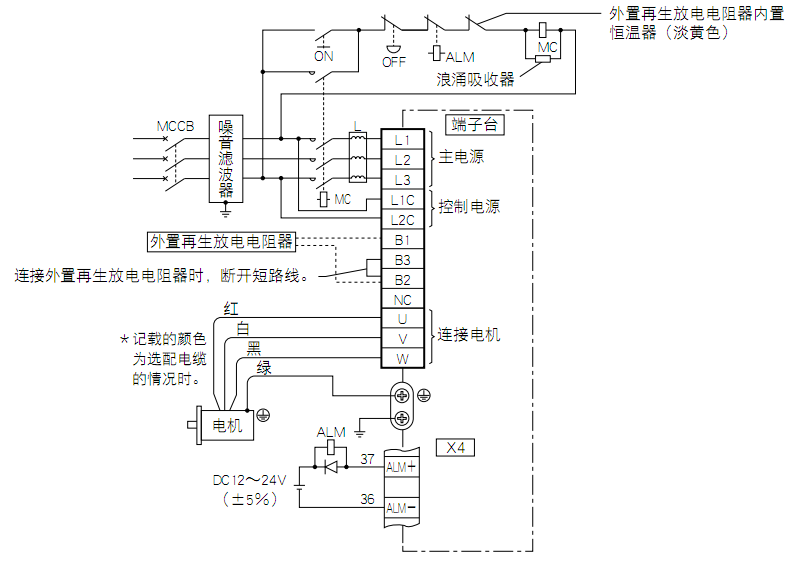 外置再生放电电阻器内置
恒温器（淡黄色）
ON
OFF
ALM
MC
浪涌吸收器
MCCB
噪音滤波器
L
端子台
L1
L2
L3
主电源
MC
L1C
L2C
控制电源
外置再生放电电阻器
B1
B3
B2
连接外置再生放电电阻器时，断开短路线。
NC
红
U
白
V
黑
W
绿
连接电机
＊记载的颜色
为选配电缆
的情况时。
电机
ALM
X4
37
ALM+
DC12～24V
（±5%）
36
ALM-